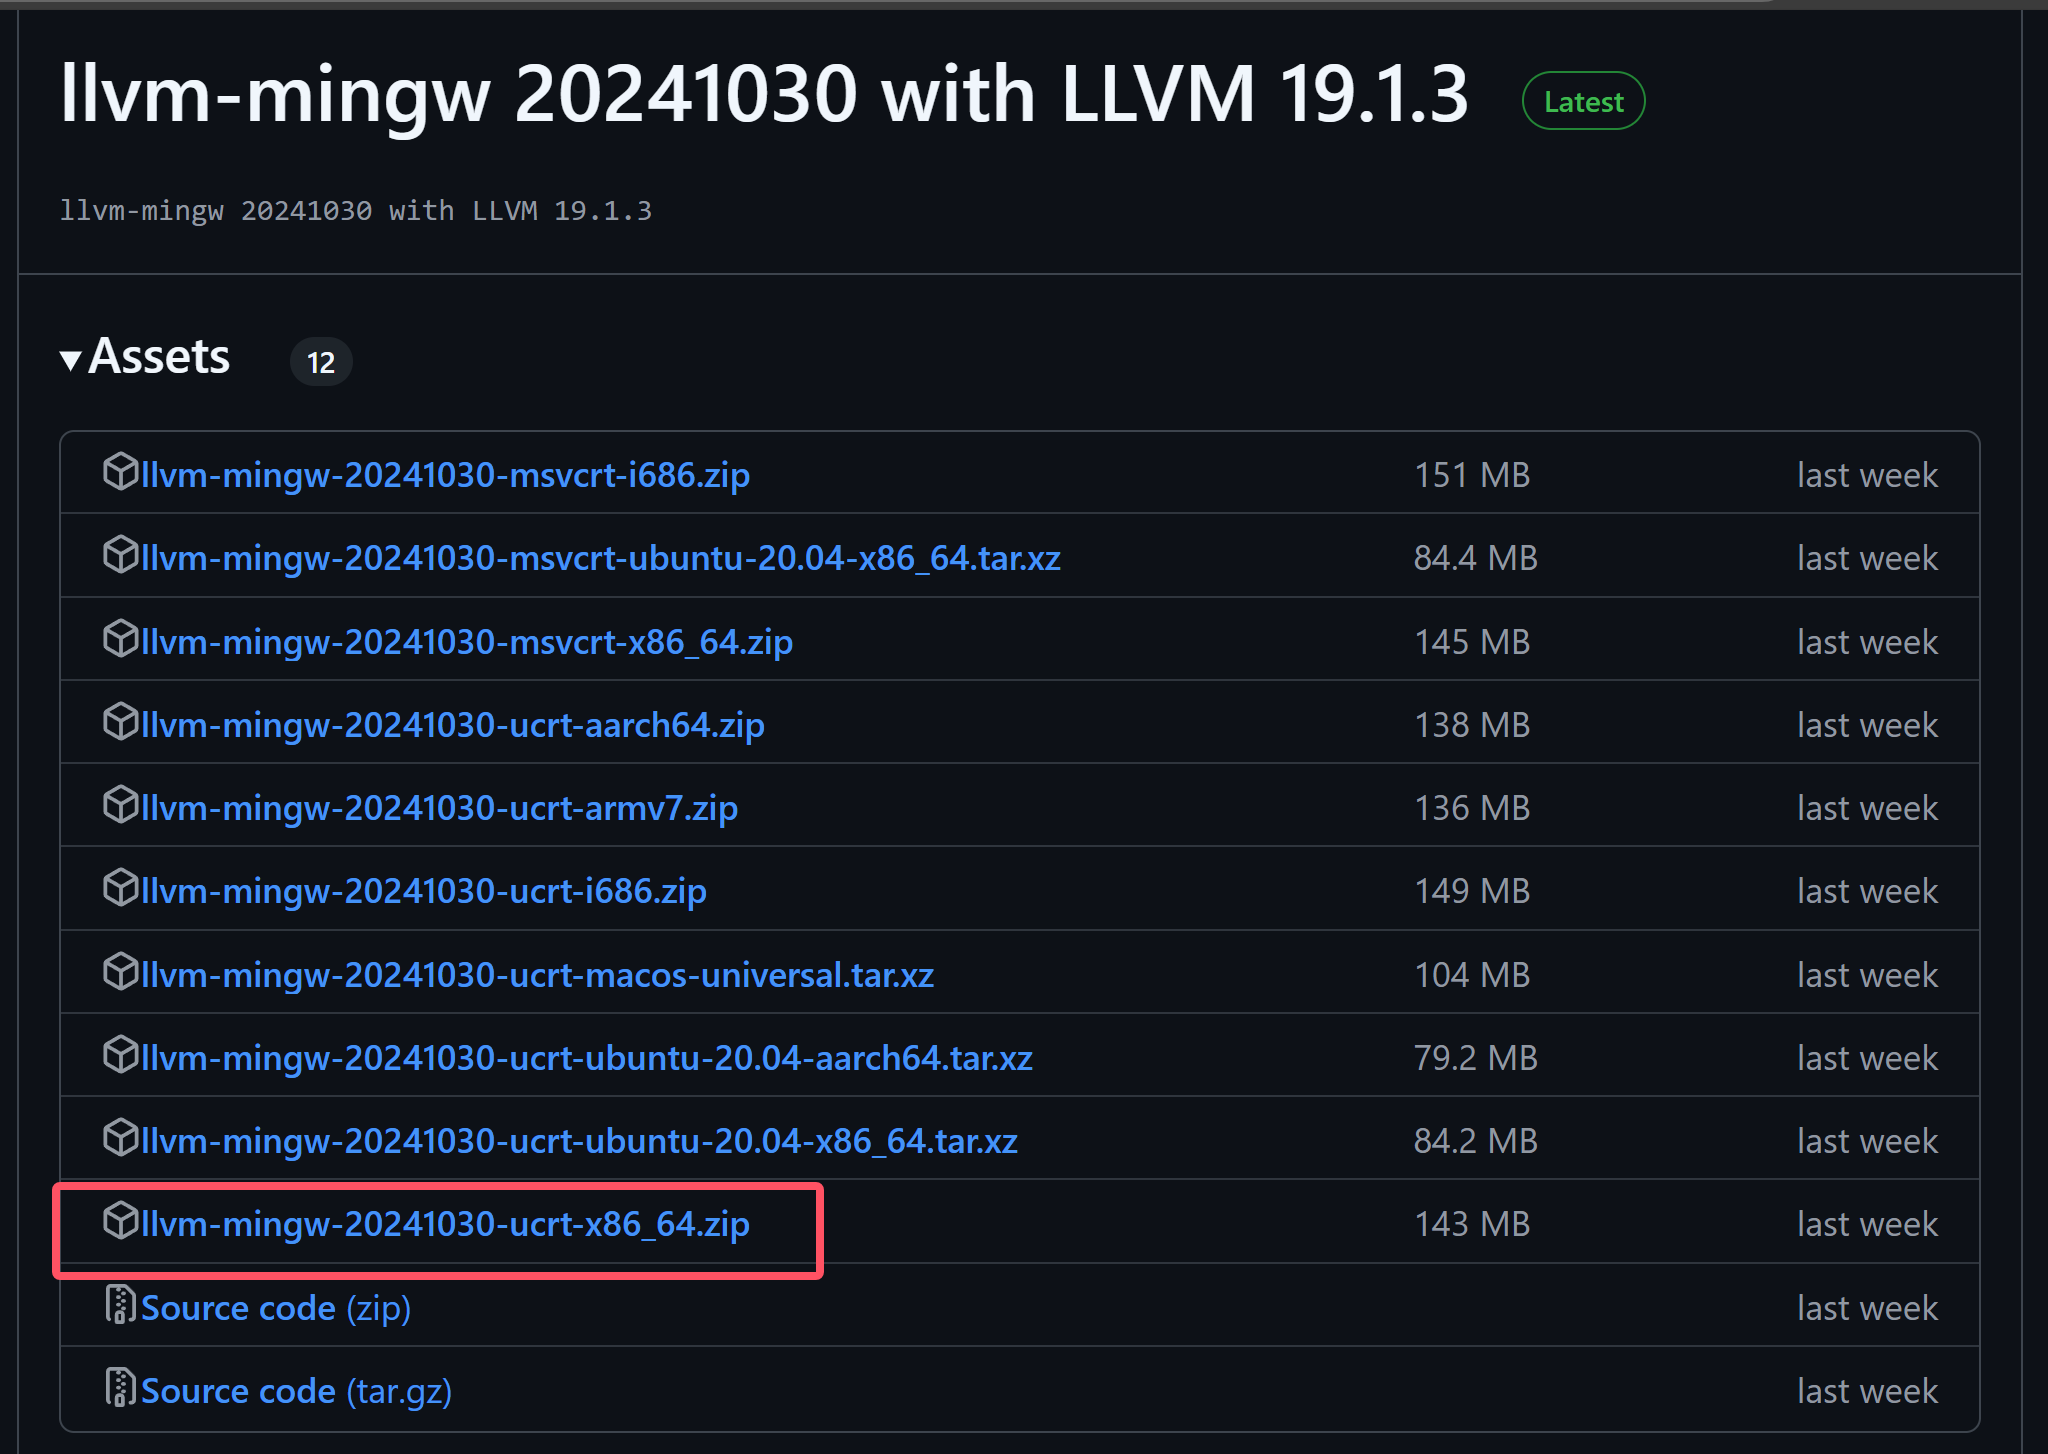 llvm-mingw 20241030 with LLVM 19.1.3 Latest
llvm-mingw 20241030 with LLVM 19.1.3
Assets 12
llvm-mingw-20241030-msvcrt-i686.zip 151 MB last week
llvm-mingw-20241030-msvcrt-ubuntu-20.04-x86_64.tar.xz 84.4 MB last week
llvm-mingw-20241030-msvcrt-x86_64.zip 145 MB last week
llvm-mingw-20241030-ucrt-aarch64.zip 138 MB last week
llvm-mingw-20241030-ucrt-armv7.zip 136 MB last week
llvm-mingw-20241030-ucrt-i686.zip 149 MB last week
llvm-mingw-20241030-ucrt-macos-universal.tar.xz 104 MB last week
llvm-mingw-20241030-ucrt-ubuntu-20.04-aarch64.tar.xz 79.2 MB last week
llvm-mingw-20241030-ucrt-ubuntu-20.04-x86_64.tar.xz 84.2 MB last week
llvm-mingw-20241030-ucrt-x86_64.zip 143 MB last week
Source code (zip) last week
Source code (tar.gz) last week